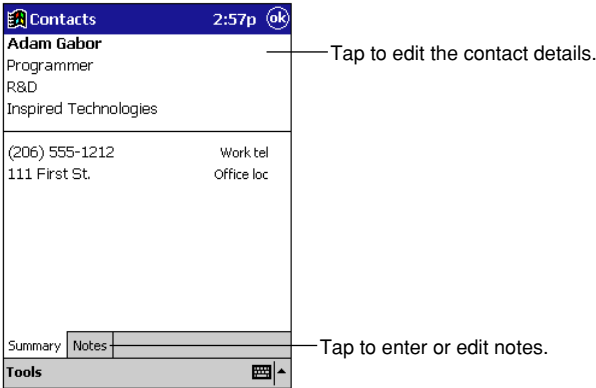 Contacts 2:57p ok
Adam Gabor
Tap to edit the contact details.
Programmer
R&D
Inspired Technologies
(206) 555-1212 Work tel
111 First St. Office loc
Summary Notes
Tap to enter or edit notes.
Tools